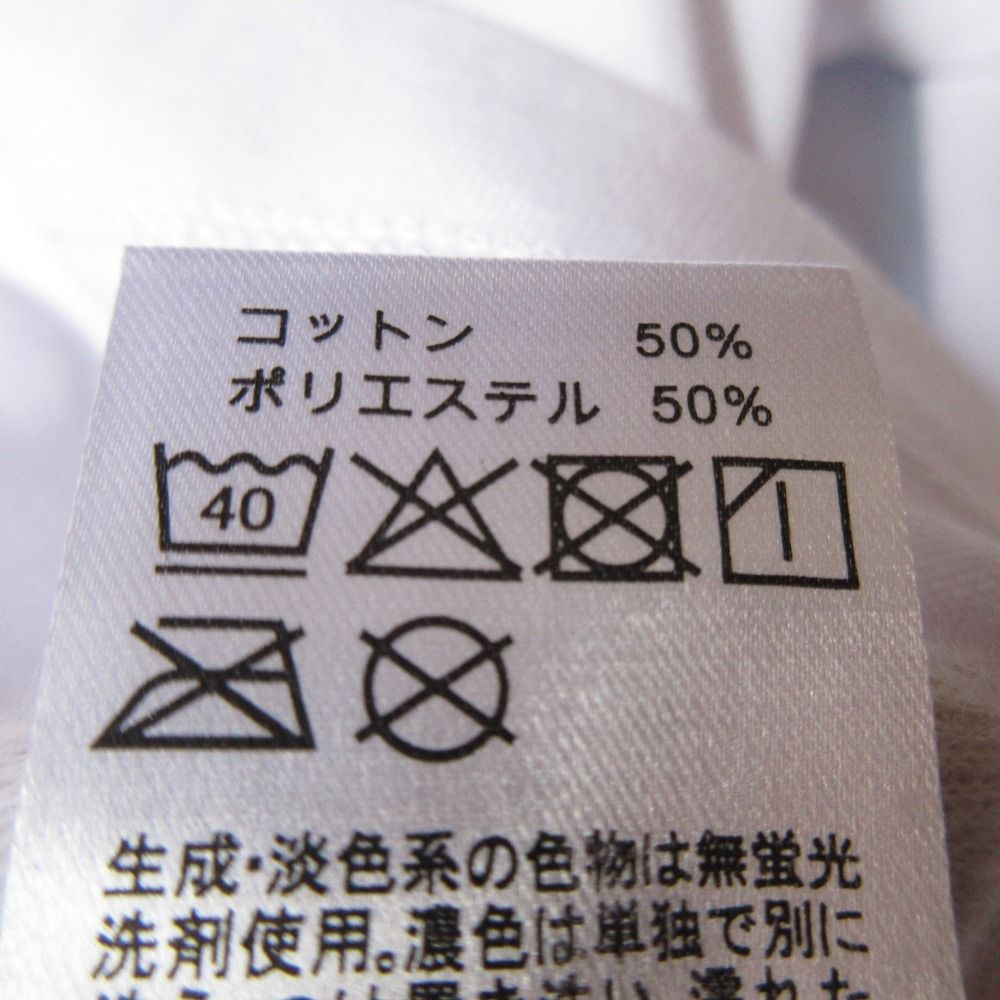 コットン 50%
ポリエステル 50%
40
生成・淡色系の色物は無蛍光
洗剤使用。濃色は単独で別に